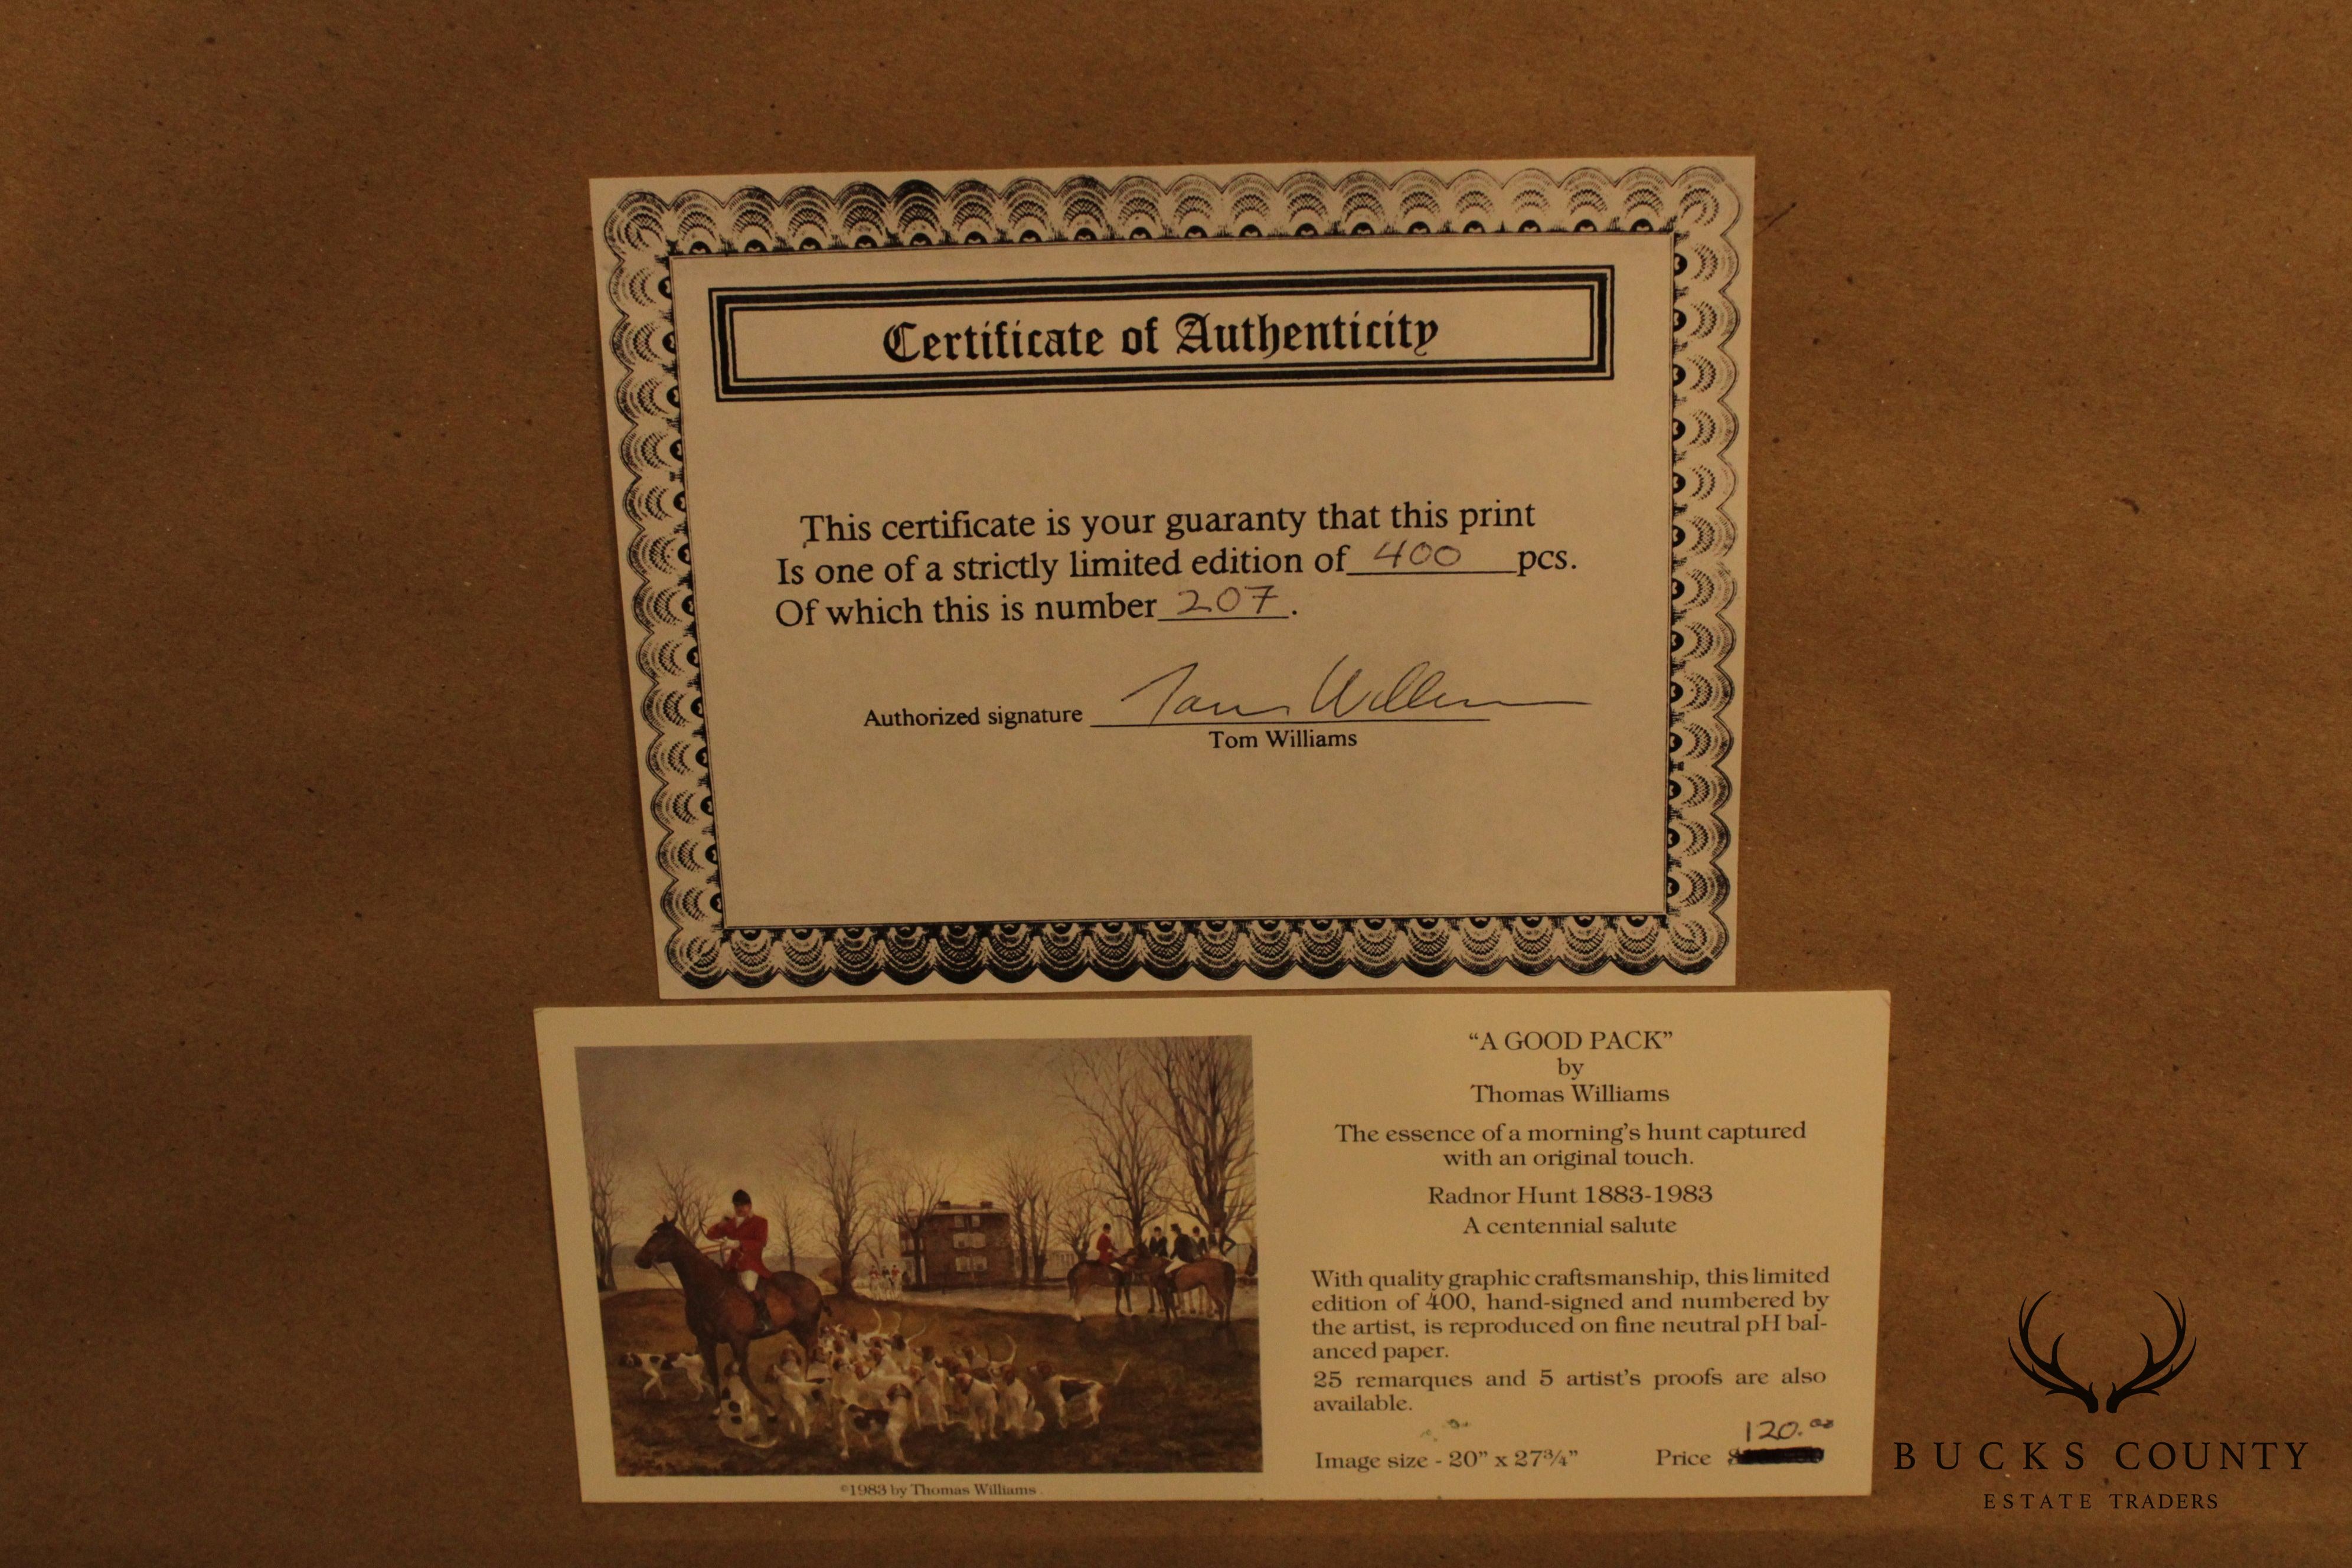 Certificate of Authenticity
This certificate is your guaranty that this print
Is one of a strictly limited edition of 400 pcs.
Of which this is number 207.
Authorized signature Tom Williams
Tom Williams
"A GOOD PACK"
by
Thomas Williams
The essence of a morning's hunt captured
with an original touch.
Radnor Hunt 1883-1983
A centennial salute
With quality graphic craftsmanship, this limited
edition of 400, hand-signed and numbered by
the artist, is reproduced on fine neutral pH bal-
anced paper.
25 remarques and 5 artist's proofs are also
available.
120.00
Image size - 20" x 27¾" Price $
©1983 by Thomas Williams
BUCKS COUNTY
ESTATE TRADERS